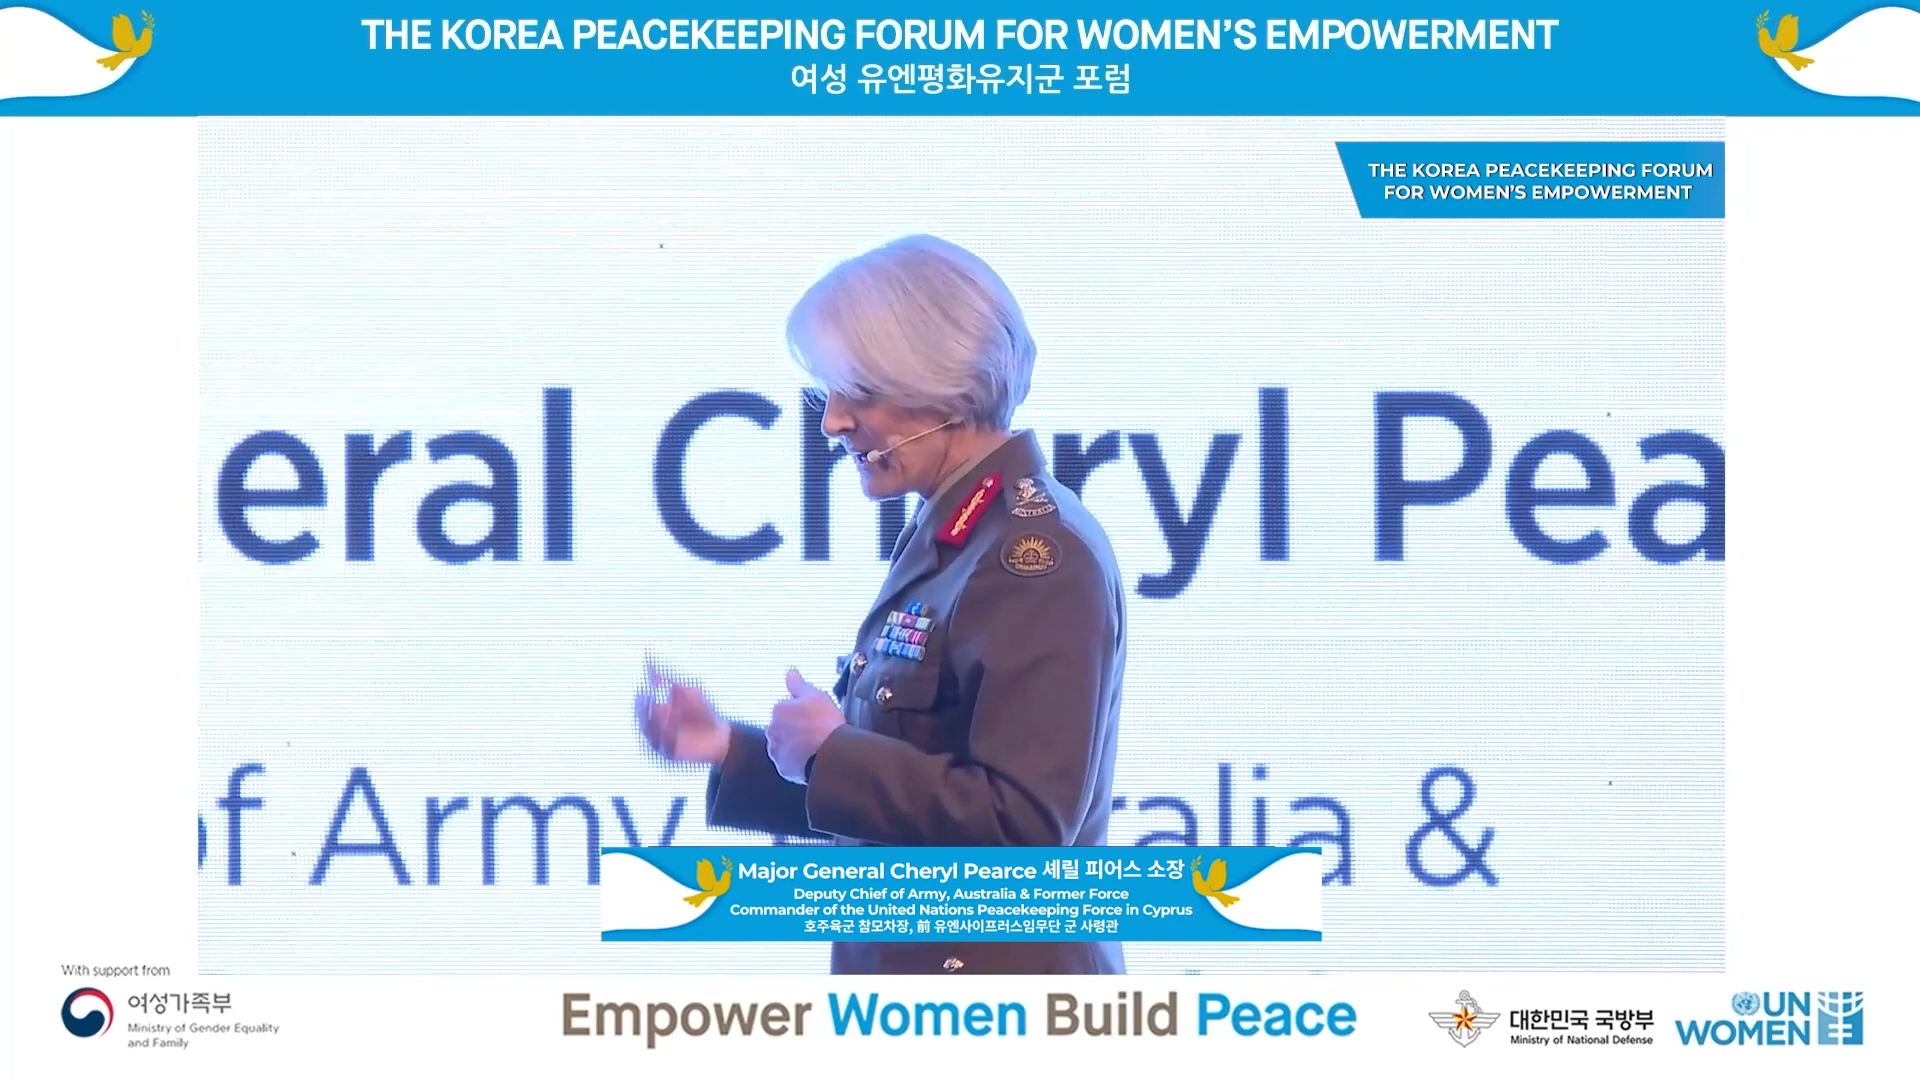 THE KOREA PEACEKEEPING FORUM FOR WOMEN'S EMPOWERMENT
여성 유엔평화유지군 포럼
THE KOREA PEACEKEEPING FORUM
FOR WOMEN'S EMPOWERMENT
eral Cheryl Pea
of Army, ralia &
AUSTRALIA
Major General Cheryl Pearce 셰릴 피어스 소장
Deputy Chief of Army, Australia & Former Force
Commander of the United Nations Peacekeeping Force in Cyprus
호주육군 참모차장, 前 유엔사이프러스임무단 군 사령관
With support from
여성가족부
Ministry of Gender Equality
and Family
Empower Women Build Peace
대한민국 국방부
Ministry of National Defense
UN
WOMEN